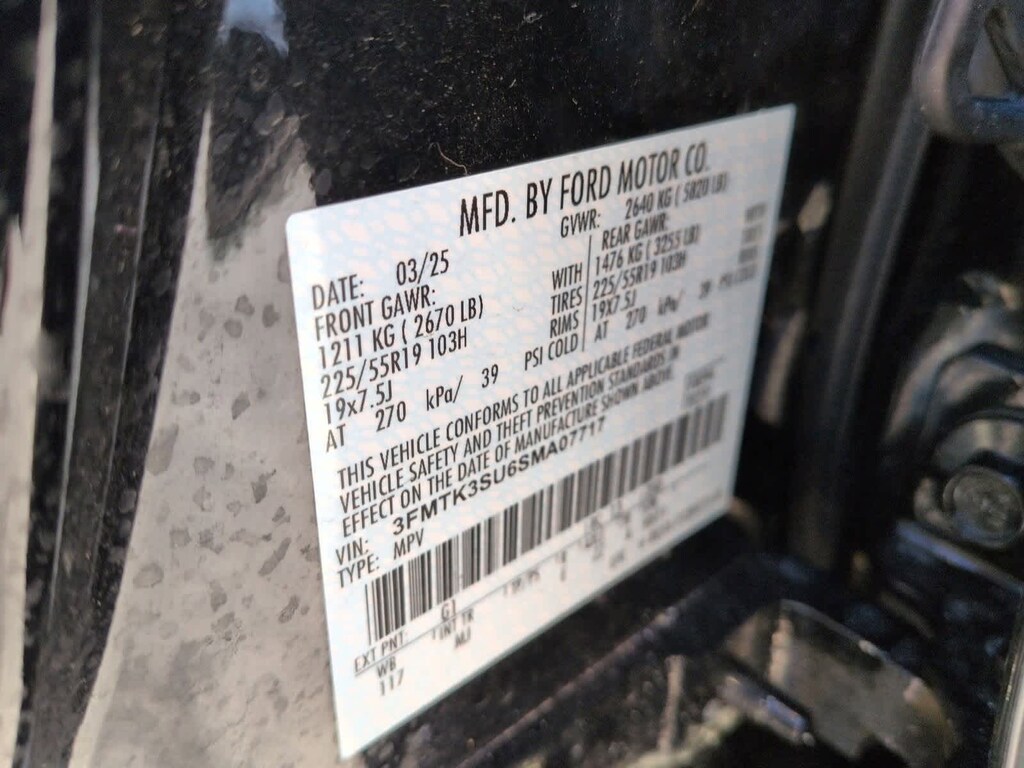 MFD. BY FORD MOTOR CO.
DATE: 03/25 GVWR: 2640 KG ( 5820 LB)
FRONT GAWR: REAR GAWR:
1211 KG ( 2670 LB) WITH 1476 KG ( 3255 LB)
225/55R19 103H TIRES 225/55R19 103H
19x7.5J RIMS 19x7.5J
AT 270 kPa/ 39 PSI COLD AT 270 kPa/ 39 PSI COLD
THIS VEHICLE CONFORMS TO ALL APPLICABLE FEDERAL MOTOR
VEHICLE SAFETY AND THEFT PREVENTION STANDARDS IN
EFFECT ON THE DATE OF MANUFACTURE SHOWN ABOVE
VIN: 3FMTK3SU6SMA07717
TYPE: MPV
EXT PNT: G1
WB INT TR
117 MJ